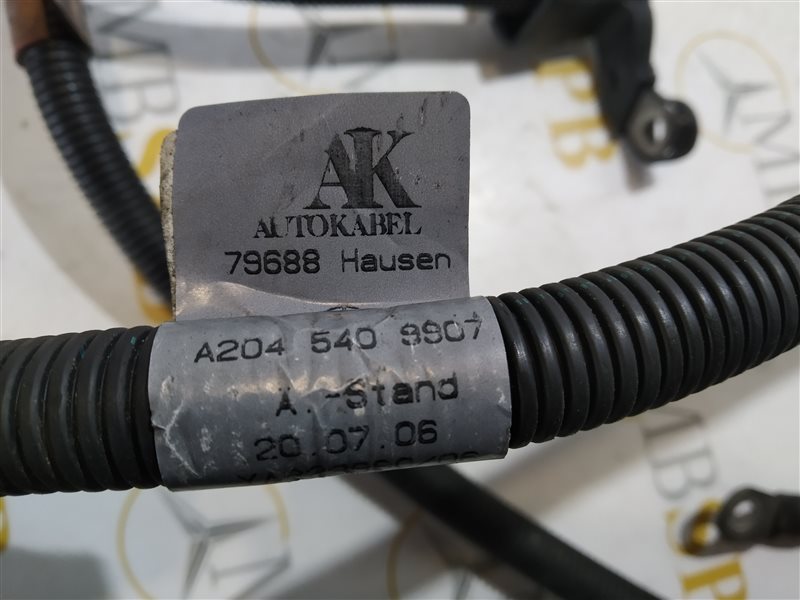 AK
AUTOKABEL
79688 Hausen
A204 540 9907
Ä.-Stand
20.07.06